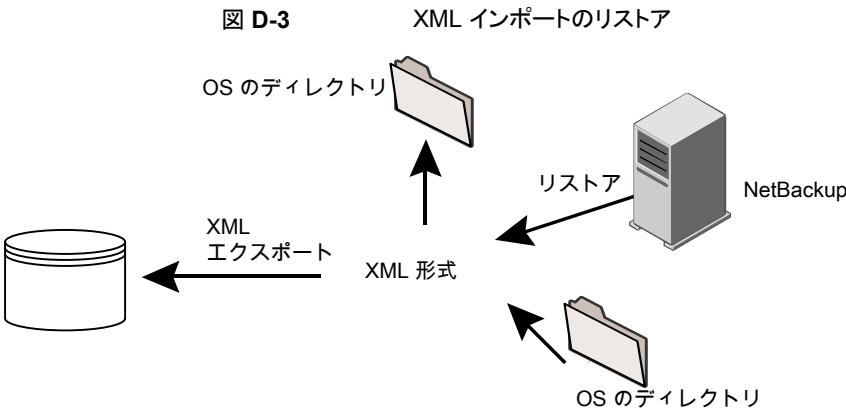 図 D-3 XML インポートのリストア
OS のディレクトリ
リストア
NetBackup
XML
エクスポート
XML 形式
OS のディレクトリ